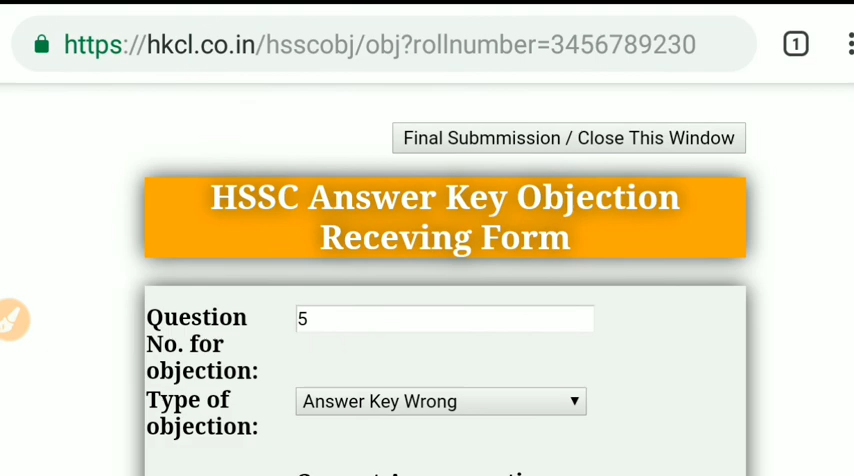 https://hkcl.co.in/hsscobj/obj?rollnumber=3456789230
1
Final Submmission / Close This Window
HSSC Answer Key Objection
Receving Form
Question
No. for
objection:
5
Type of
objection:
Answer Key Wrong